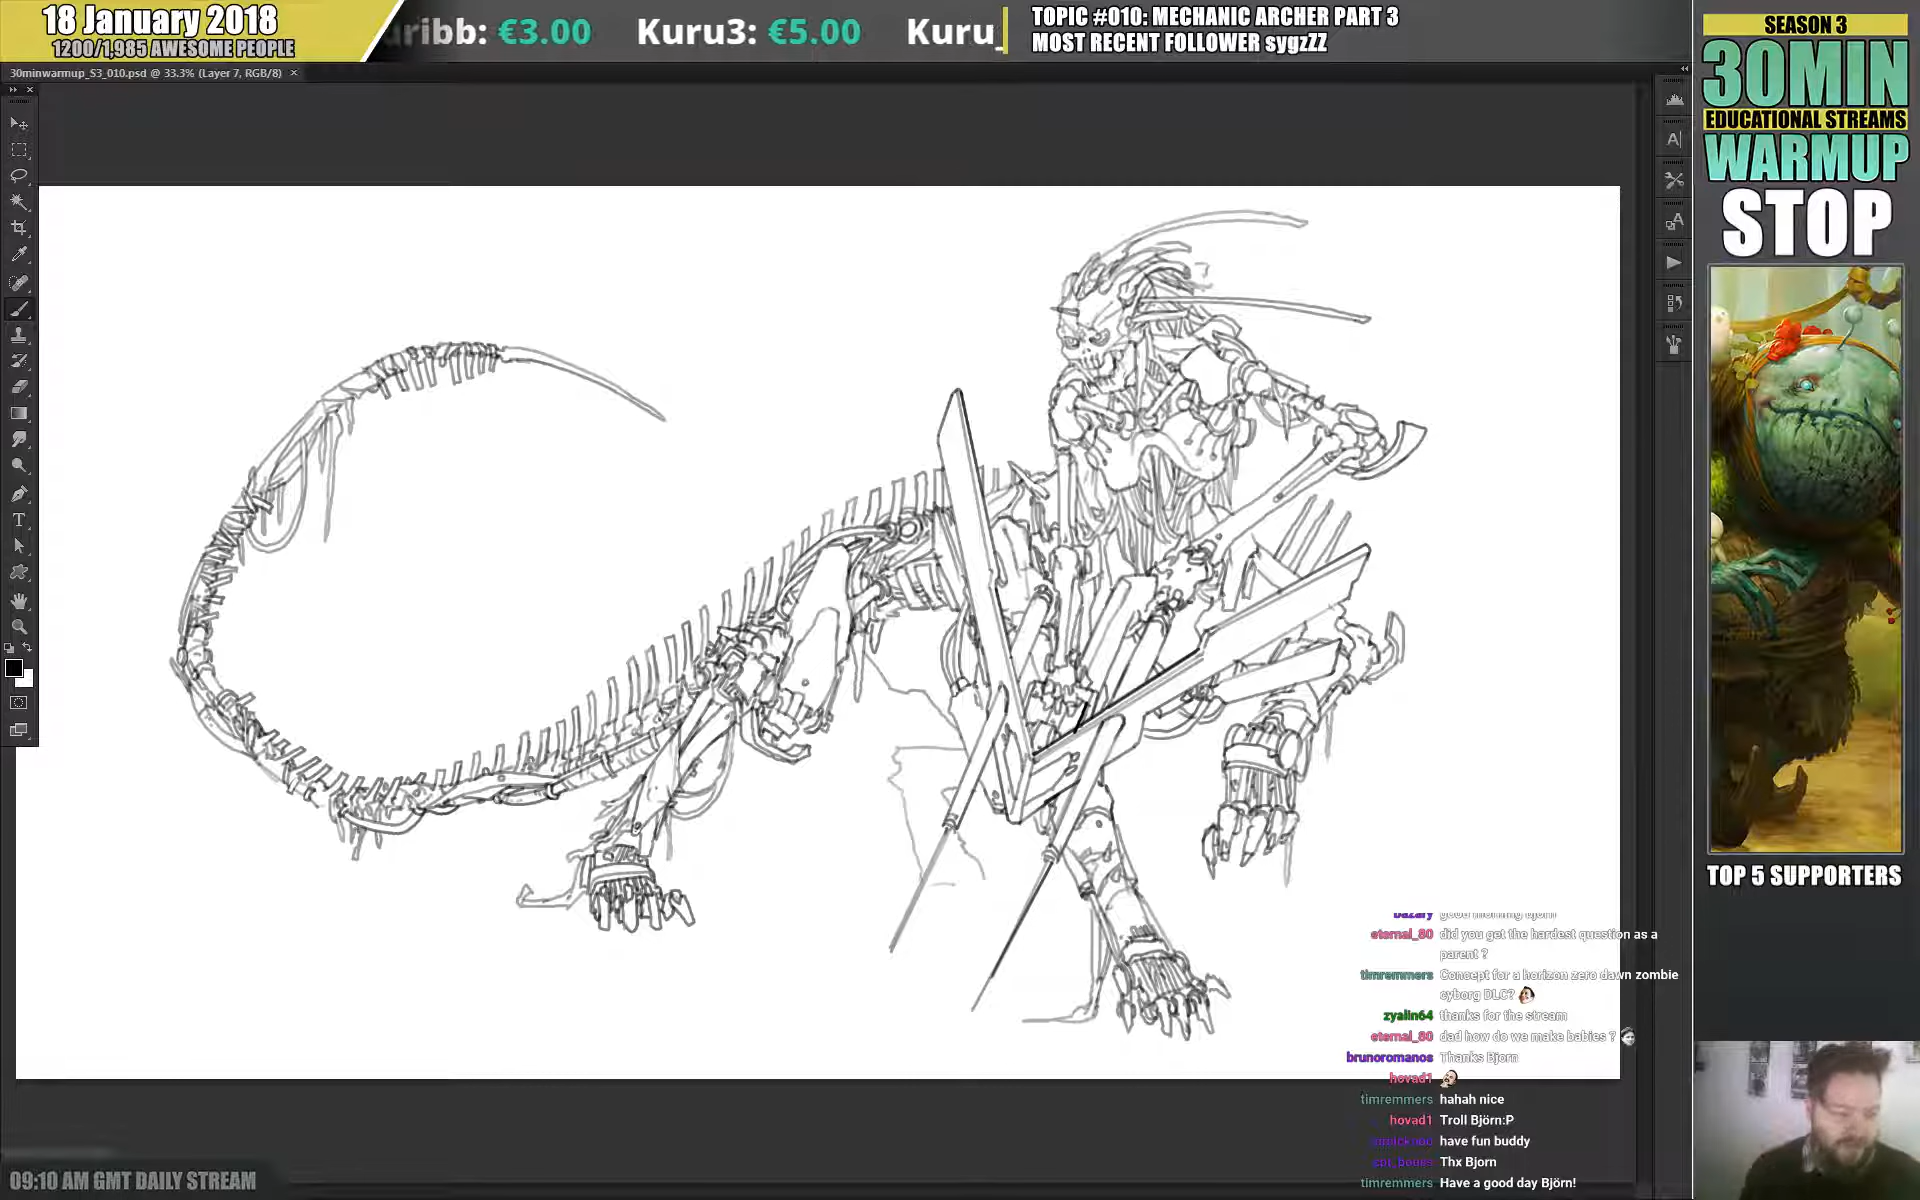 18 January 2018
1200/1,985 AWESOME PEOPLE
ribb: €3.00 Kuru3: €5.00 Kuru_
TOPIC #010: MECHANIC ARCHER PART 3
MOST RECENT FOLLOWER sygzZZ
SEASON 3
30MIN
EDUCATIONAL STREAMS
WARMUP
STOP
30minwarmup_S3_010.psd @ 33.3% (Layer 7, RGB/8) ×
TOP 5 SUPPORTERS
bazary good morning Bjorn
eternal_80 did you get the hardest question as a
parent ?
timremmers Concept for a horizon zero dawn zombie
cyborg DLC?
zyalin64 thanks for the stream
eternal_80 dad how do we make babies ?
brunoromanos Thanks Bjorn
hovad1
timremmers hahah nice
hovad1 Troll Björn:P
have fun buddy
Thx Bjorn
timremmers Have a good day Björn!
09:10 AM GMT DAILY STREAM